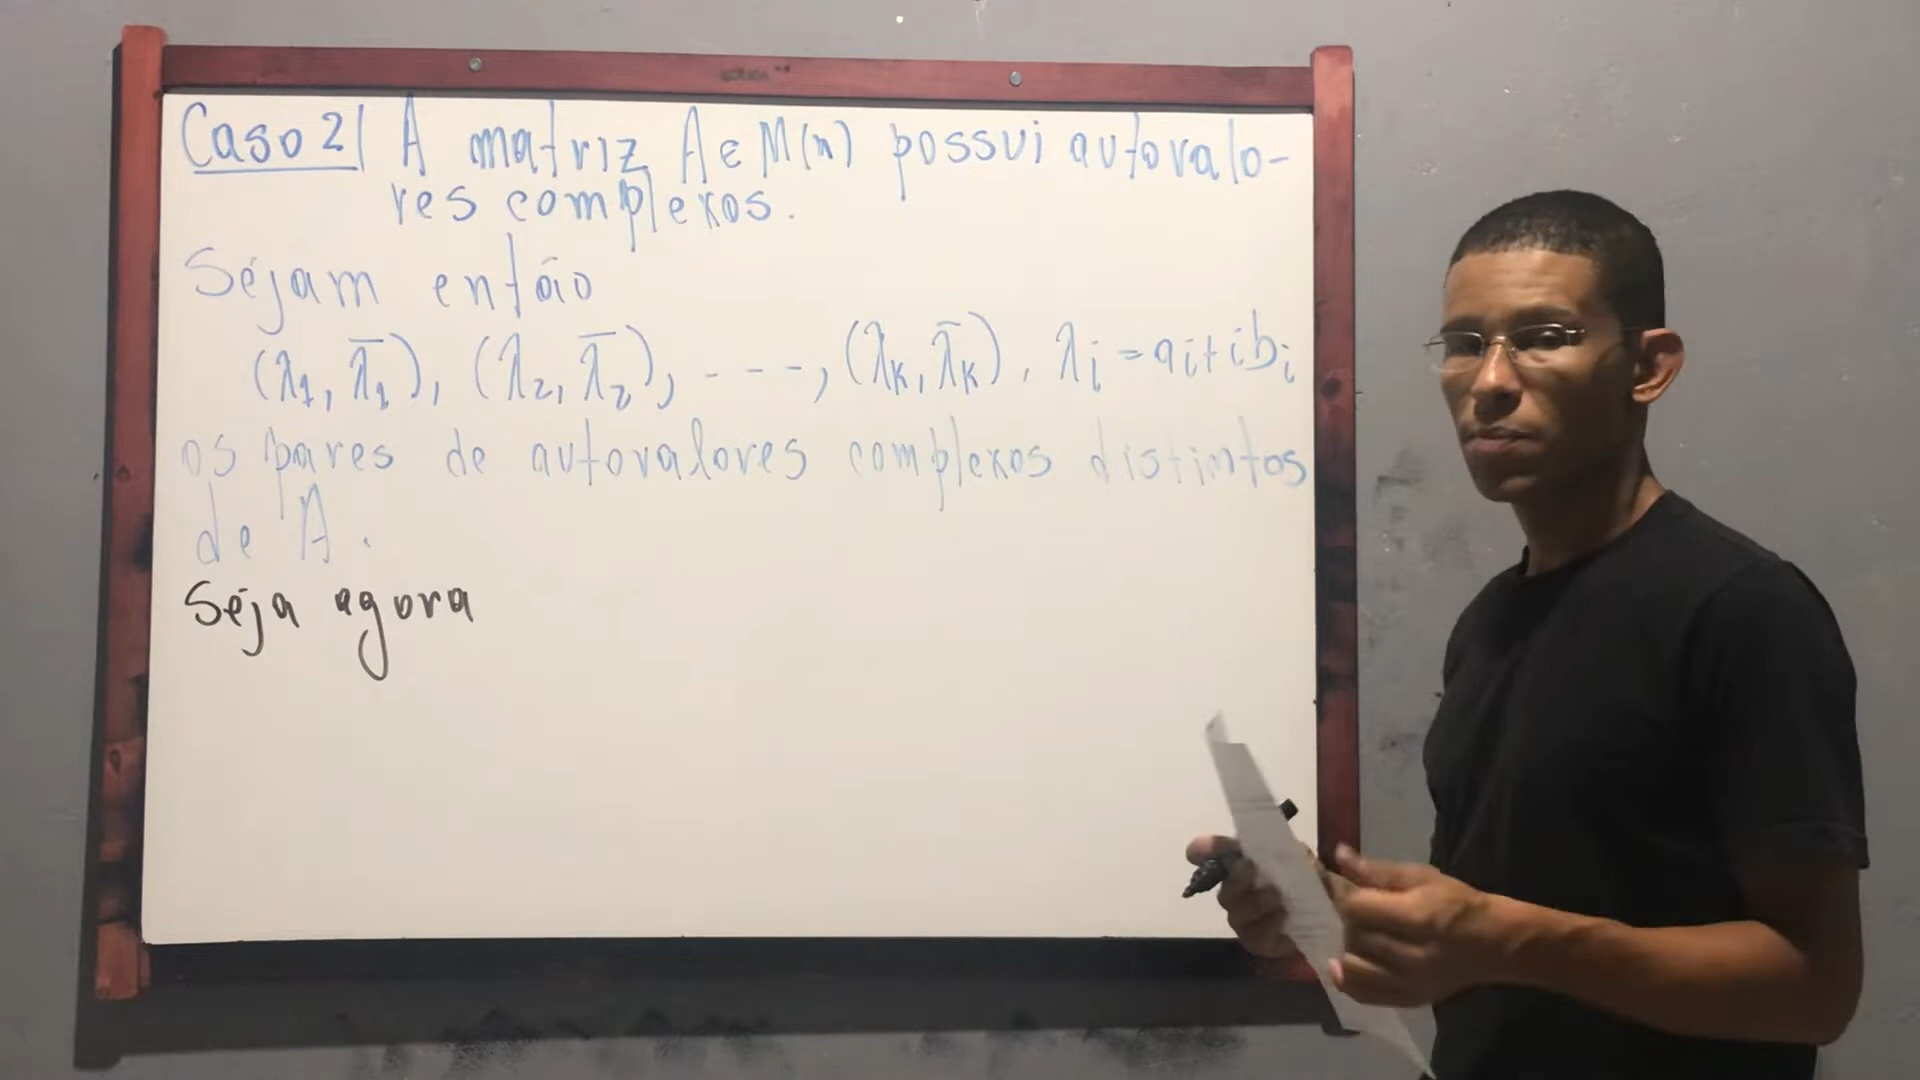 Caso 2| A matriz A ∈ M(n) possui autovalo-
res complexos.
Sejam então
(λ₁, λ̅₁), (λ₂, λ̅₂), ----, (λₖ, λ̅ₖ), λᵢ = aᵢ + ibᵢ
os pares de autovalores complexos distintos
de A.
Seja agora